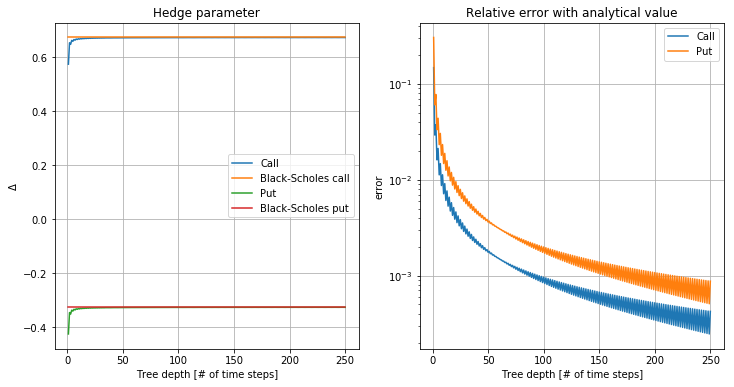 Hedge parameter
Δ
0.6
0.4
0.2
0.0
−0.2
−0.4
0
50
100
150
200
250
Tree depth [# of time steps]
Call
Black-Scholes call
Put
Black-Scholes put
Relative error with analytical value
error
10⁻¹
10⁻²
10⁻³
0
50
100
150
200
250
Tree depth [# of time steps]
Call
Put